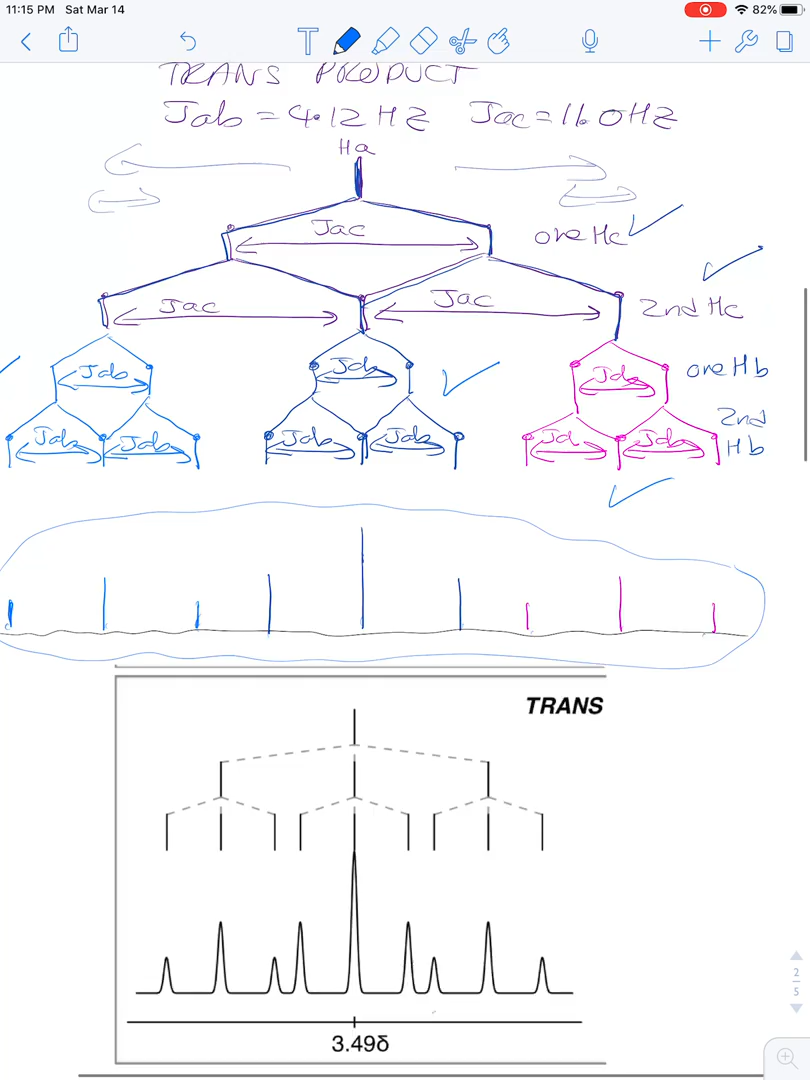 11:15 PM Sat Mar 14 82%
T
TRANS PRODUCT
Jab = 4.12 HZ Jac = 11.0 HZ
Ha
Jac one Hc
Jac Jac 2nd Hc
Jab Jab Jab one Hb
Jab Jab Jab Jab Jab Jab 2nd Hb
TRANS
2
5
3.49δ